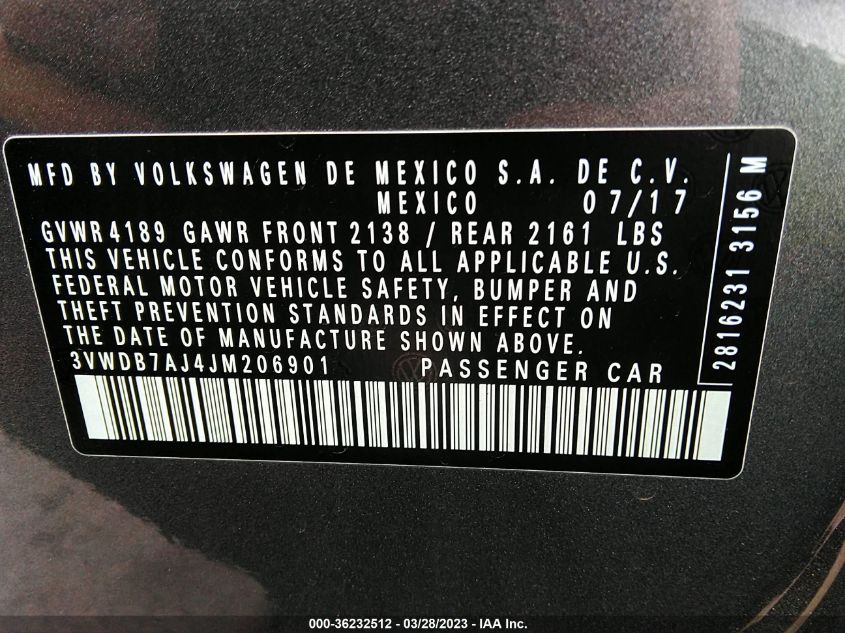 MFD BY VOLKSWAGEN DE MEXICO S.A. DE C.V.
MEXICO 07/17
GVWR 4189 GAWR FRONT 2138 / REAR 2161 LBS
THIS VEHICLE CONFORMS TO ALL APPLICABLE U.S.
FEDERAL MOTOR VEHICLE SAFETY, BUMPER AND
THEFT PREVENTION STANDARDS IN EFFECT ON
THE DATE OF MANUFACTURE SHOWN ABOVE.
3VWDB7AJ4JM206901 PASSENGER CAR
2816231 3156 M
000-36232512 - 03/28/2023 - IAA Inc.